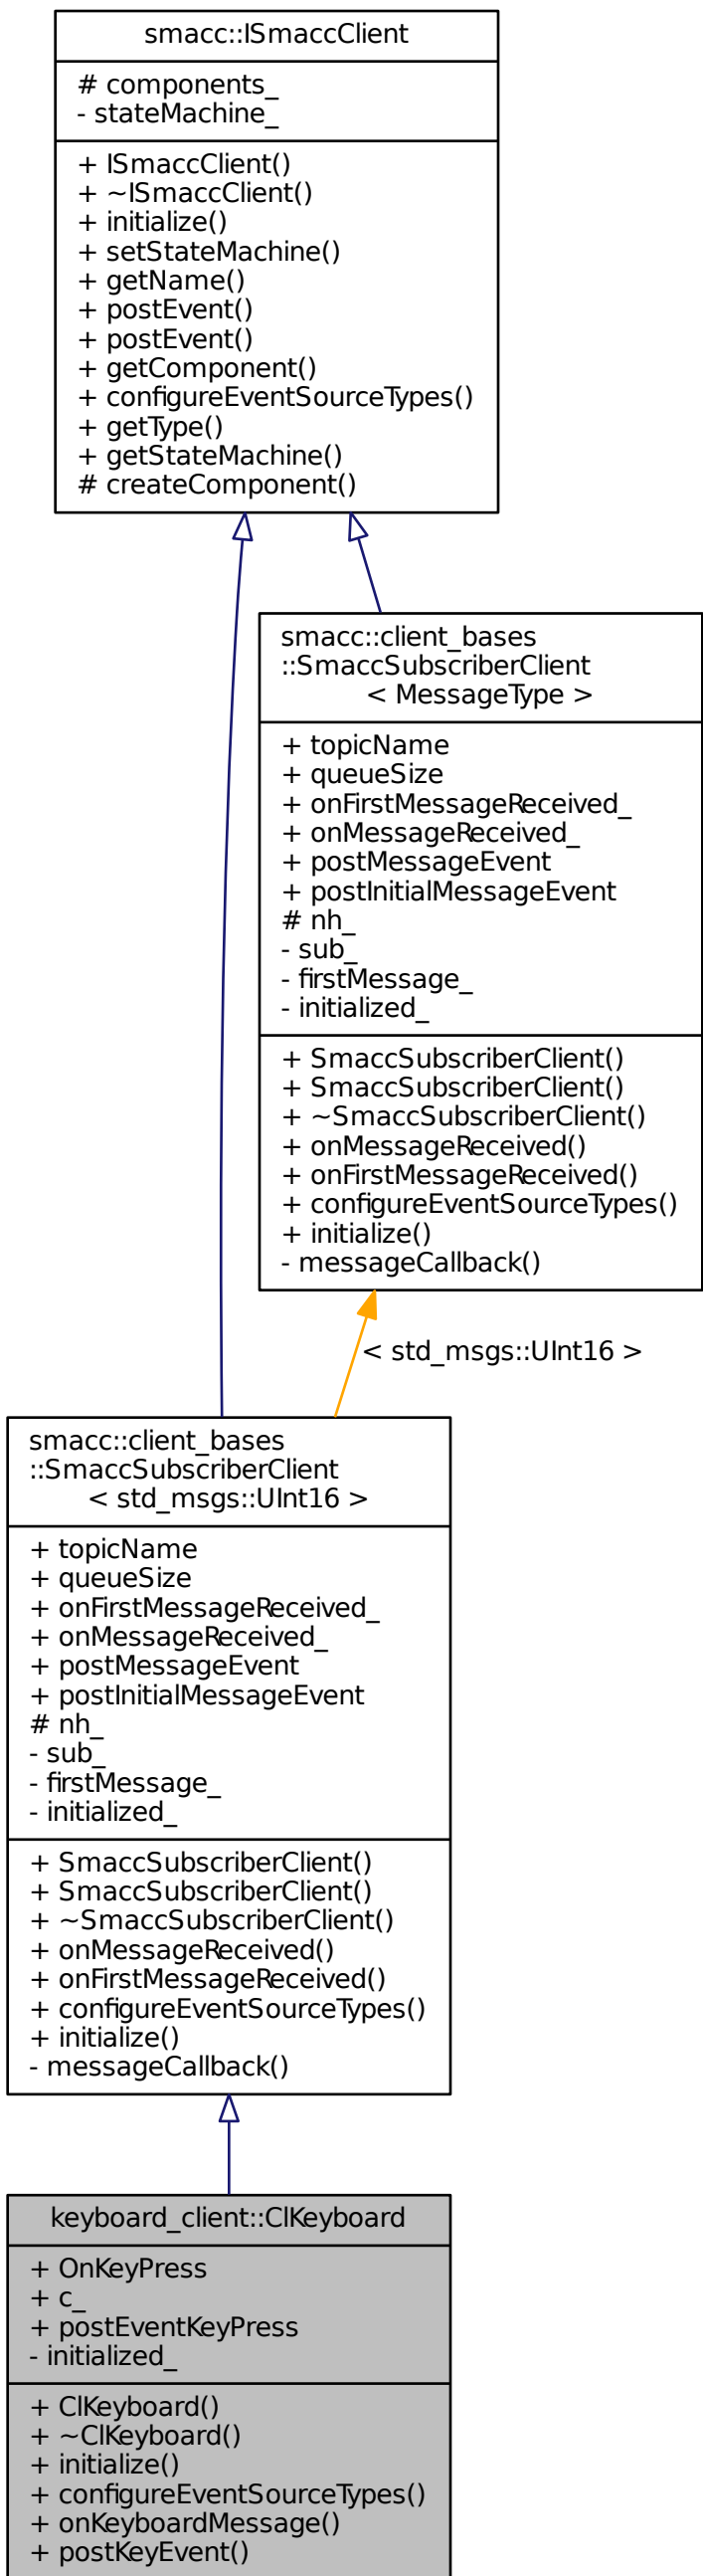 smacc::ISmaccClient
# components_
- stateMachine_
+ ISmaccClient()
+ ~ISmaccClient()
+ initialize()
+ setStateMachine()
+ getName()
+ postEvent()
+ postEvent()
+ getComponent()
+ configureEventSourceTypes()
+ getType()
+ getStateMachine()
# createComponent()
smacc::client_bases
::SmaccSubscriberClient
< MessageType >
+ topicName
+ queueSize
+ onFirstMessageReceived_
+ onMessageReceived_
+ postMessageEvent
+ postInitialMessageEvent
# nh_
- sub_
- firstMessage_
- initialized_
+ SmaccSubscriberClient()
+ SmaccSubscriberClient()
+ ~SmaccSubscriberClient()
+ onMessageReceived()
+ onFirstMessageReceived()
+ configureEventSourceTypes()
+ initialize()
- messageCallback()
< std_msgs::UInt16 >
smacc::client_bases
::SmaccSubscriberClient
< std_msgs::UInt16 >
+ topicName
+ queueSize
+ onFirstMessageReceived_
+ onMessageReceived_
+ postMessageEvent
+ postInitialMessageEvent
# nh_
- sub_
- firstMessage_
- initialized_
+ SmaccSubscriberClient()
+ SmaccSubscriberClient()
+ ~SmaccSubscriberClient()
+ onMessageReceived()
+ onFirstMessageReceived()
+ configureEventSourceTypes()
+ initialize()
- messageCallback()
keyboard_client::ClKeyboard
+ OnKeyPress
+ c_
+ postEventKeyPress
- initialized_
+ ClKeyboard()
+ ~ClKeyboard()
+ initialize()
+ configureEventSourceTypes()
+ onKeyboardMessage()
+ postKeyEvent()